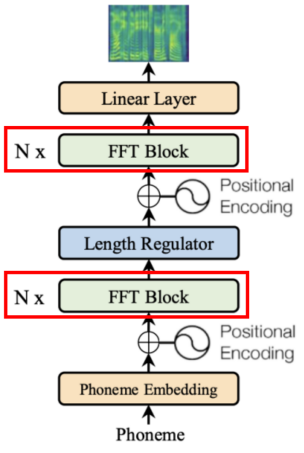 Linear Layer
N x
FFT Block
Positional
Encoding
Length Regulator
N x
FFT Block
Positional
Encoding
Phoneme Embedding
Phoneme